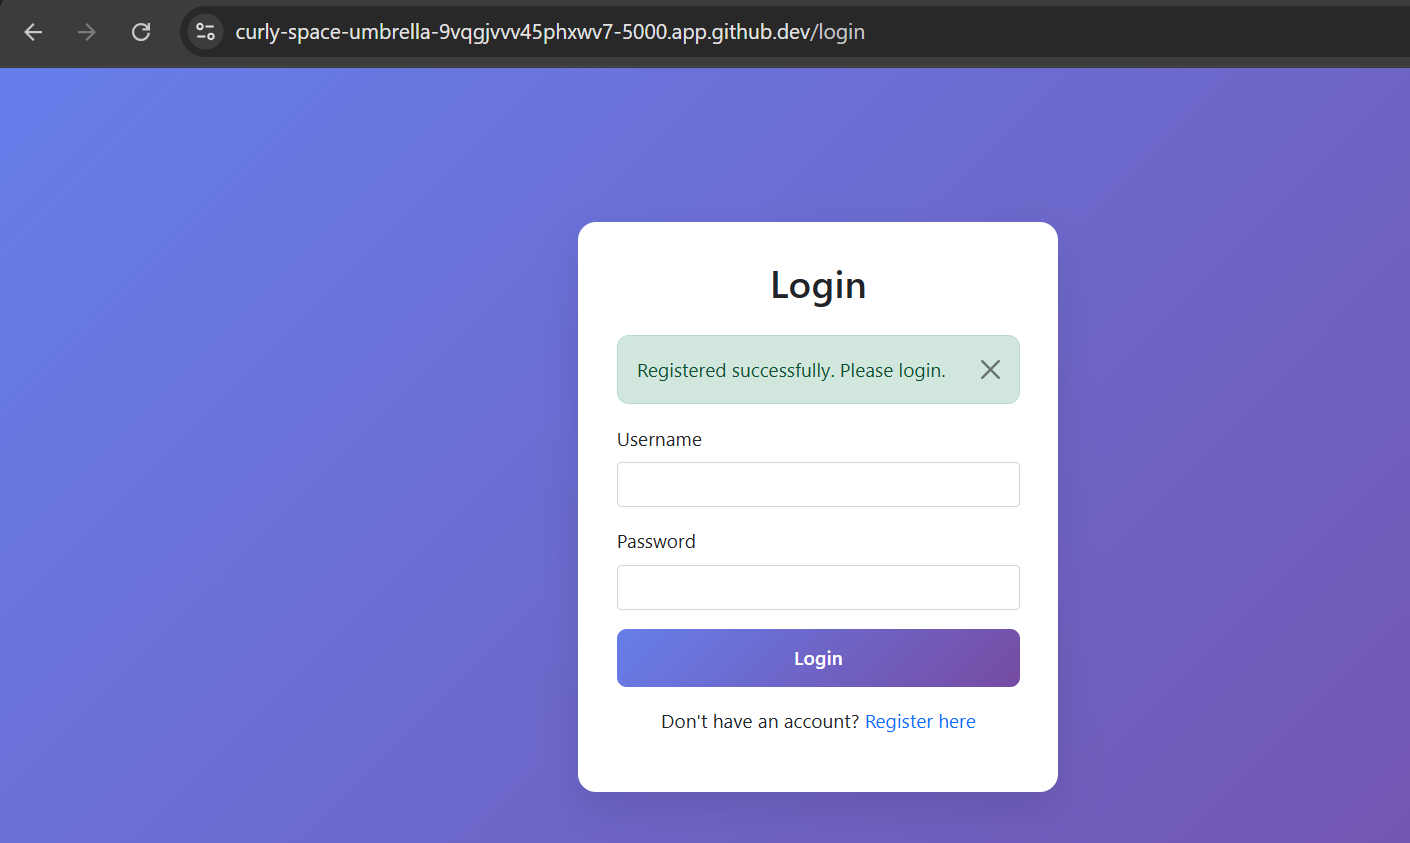 curly-space-umbrella-9vqgjvvv45phxwv7-5000.app.github.dev/login
Login
Registered successfully. Please login.
Username
Password
Login
Don't have an account? Register here